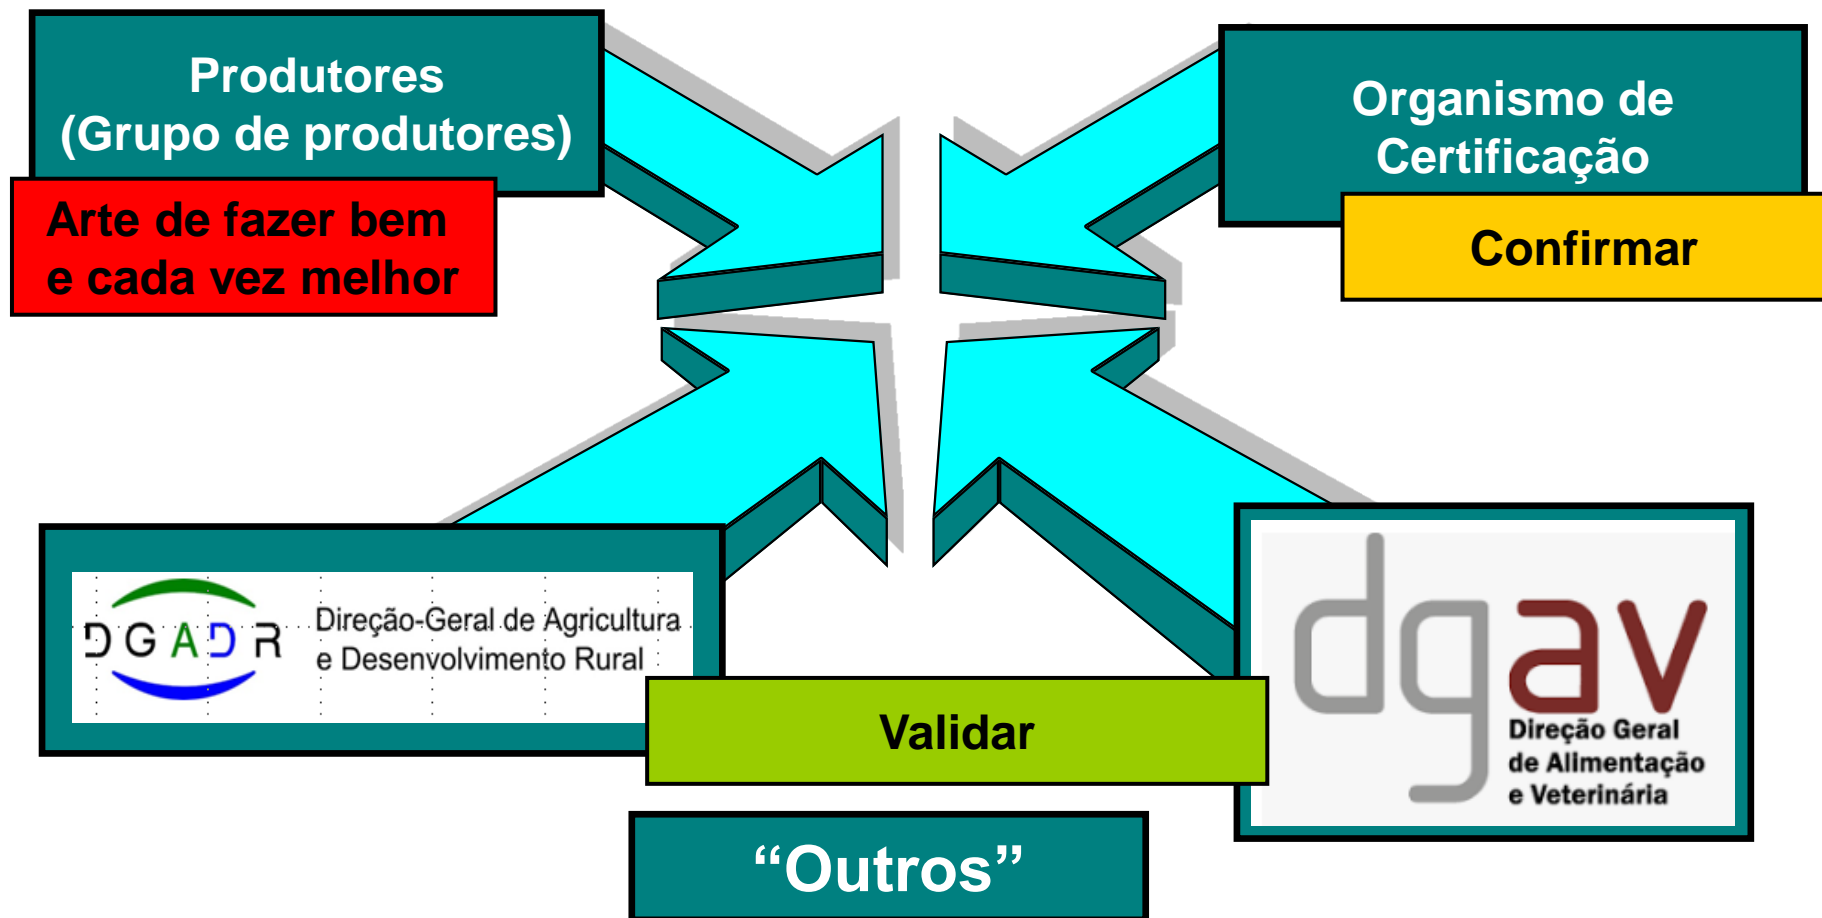 Produtores
(Grupo de produtores)
Arte de fazer bem
e cada vez melhor
Organismo de
Certificação
Confirmar
DGADR
Direção-Geral de Agricultura
e Desenvolvimento Rural
Validar
dgav
Direção Geral
de Alimentação
e Veterinária
“Outros”